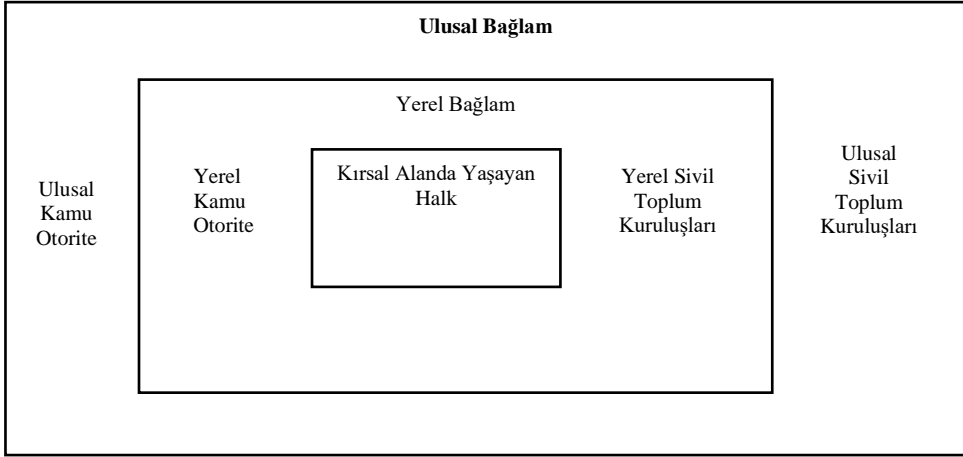 Ulusal Bağlam
Yerel Bağlam
Ulusal
Kamu
Otorite
Yerel
Kamu
Otorite
Kırsal Alanda Yaşayan
Halk
Yerel Sivil
Toplum
Kuruluşları
Ulusal
Sivil
Toplum
Kuruluşları